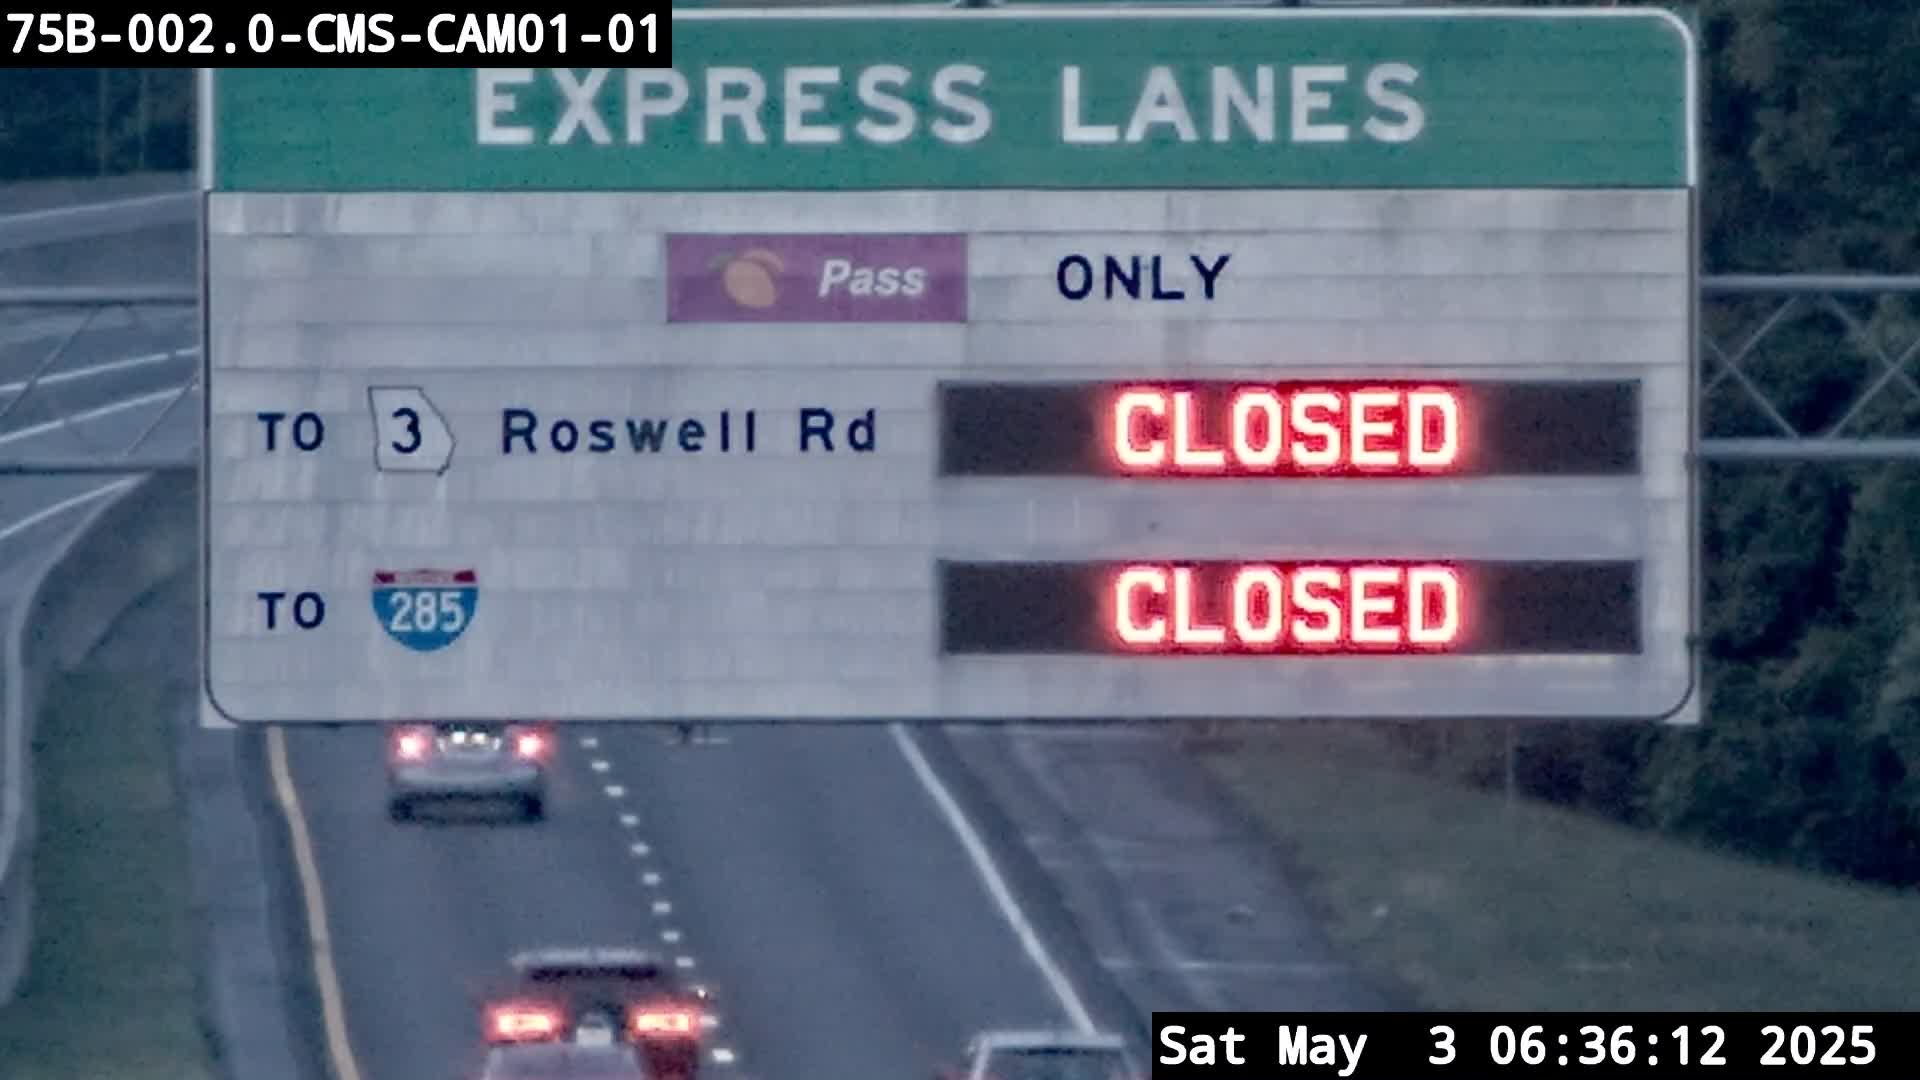 75B-002.0-CMS-CAM01-01
EXPRESS LANES
Pass ONLY
TO 3 Roswell Rd CLOSED
TO 285 CLOSED
Sat May 3 06:36:12 2025